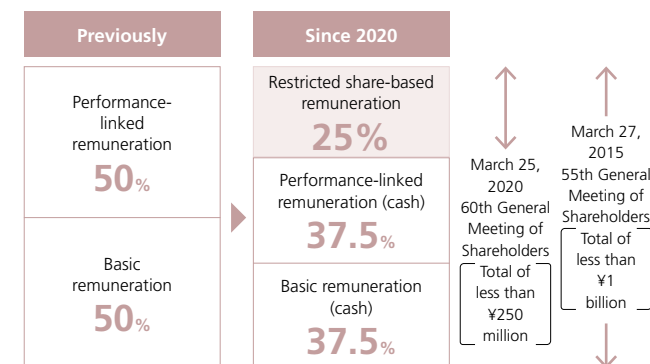 Previously
Performance-
linked
remuneration
50%
Basic
remuneration
50%
Since 2020
Restricted share-based
remuneration
25%
Performance-linked
remuneration (cash)
37.5%
Basic remuneration
(cash)
37.5%
March 25,
2020
60th General
Meeting of
Shareholders
Total of
less than
¥250
million
March 27,
2015
55th General
Meeting of
Shareholders
Total of
less than
¥1
billion